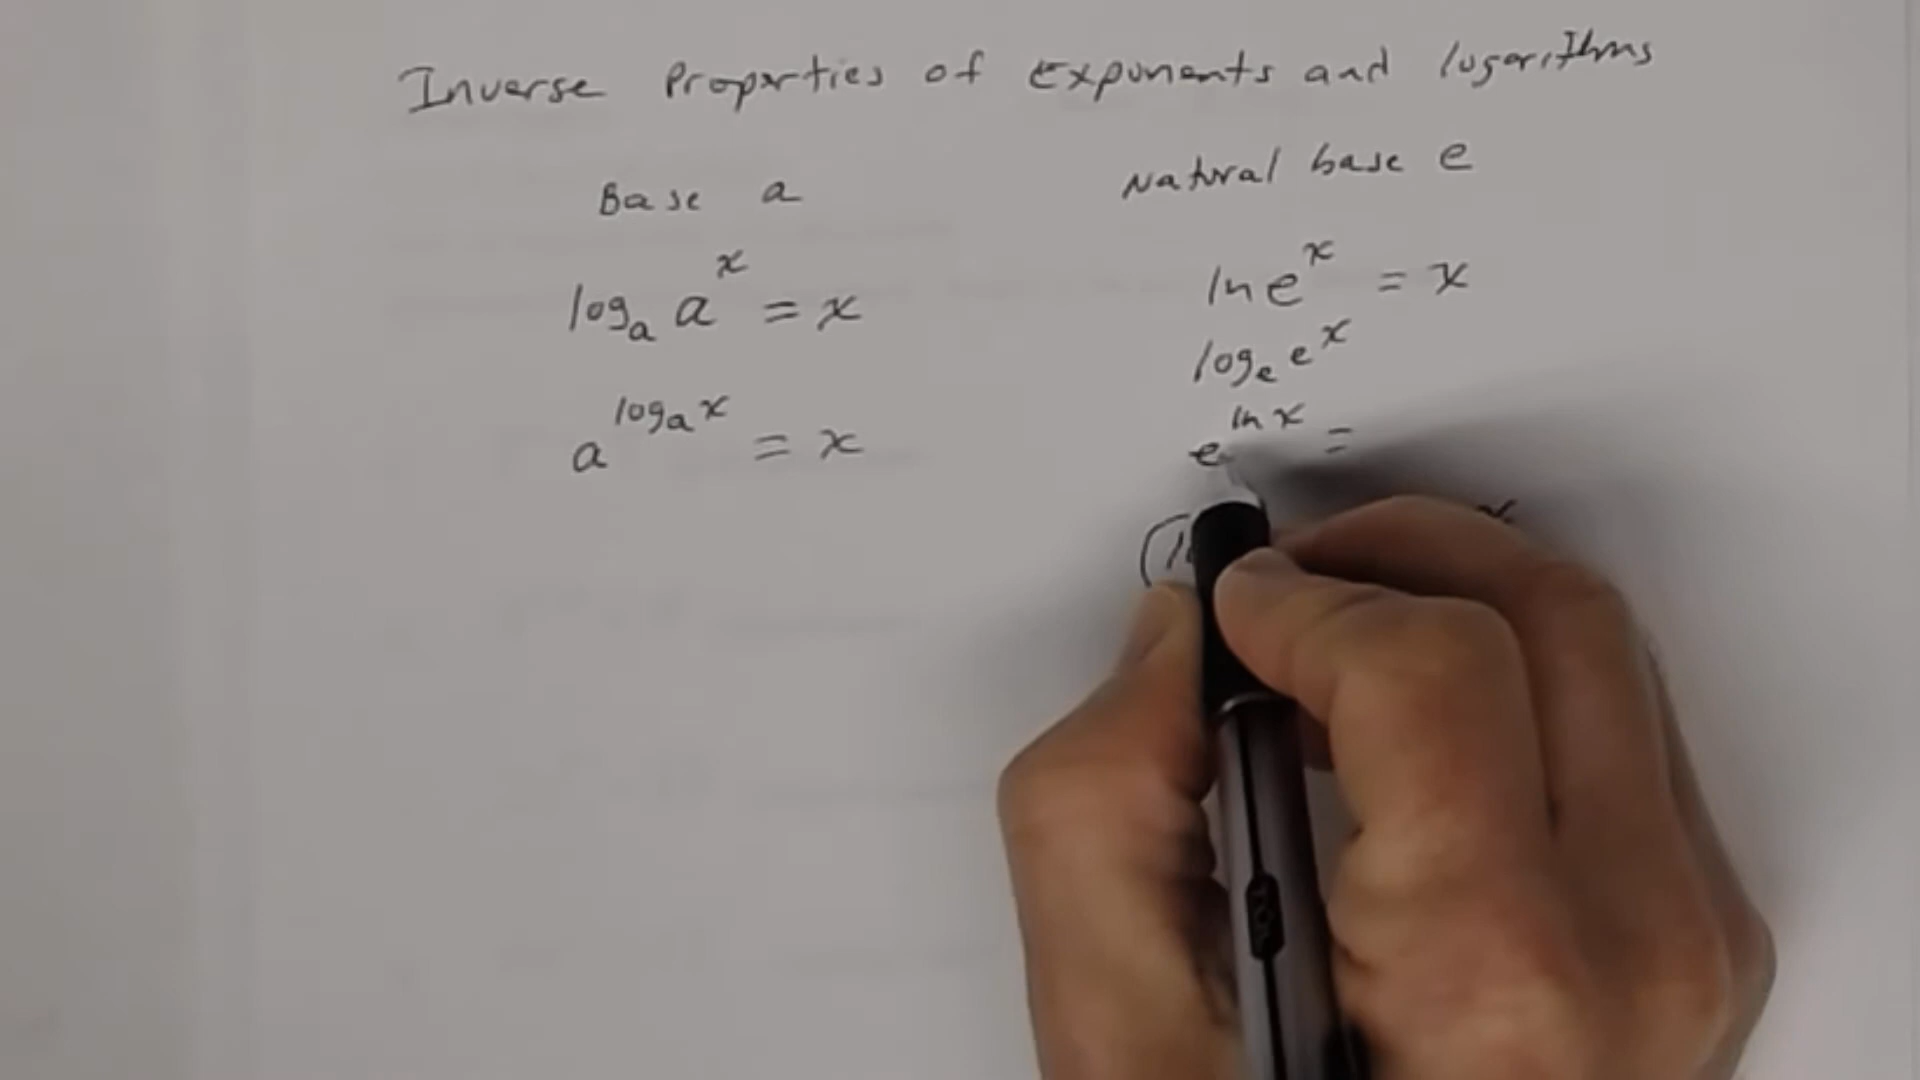 Inverse Properties of Exponents and logarithms
Base a
log_a a^x = x
a^(log_a x) = x
Natural base e
ln e^x = x
log_e e^x
e^(ln x) =
x